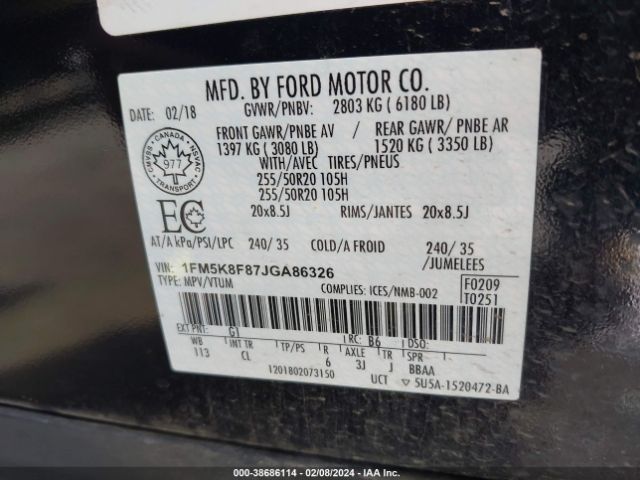 MFD. BY FORD MOTOR CO.
DATE: 02/18 GVWR/PNBV: 2803 KG ( 6180 LB)
FRONT GAWR/PNBE AV REAR GAWR/ PNBE AR
1397 KG ( 3080 LB) 1520 KG ( 3350 LB)
WITH/AVEC TIRES/PNEUS
255/50R20 105H
255/50R20 105H
CANADA
CMVSS NSVAC
977
TRANSPORT
EC
20x8.5J RIMS/JANTES 20x8.5J
AT/A kPa/PSI/LPC 240/ 35 COLD/A FROID 240/ 35
/JUMELEES
VIN: 1FM5K8F87JGA86326
TYPE: MPV/VTUM COMPLIES: ICES/NMB-002
F0209
T0251
EXT PNT: G1 RC: B6 DSO:
WB INT TR TP/PS R AXLE TR SPR
113 CL 6 3J J BBAA
1201802073150
UCT 5U5A-1520472-BA
000-38686114 - 02/08/2024 - IAA Inc.